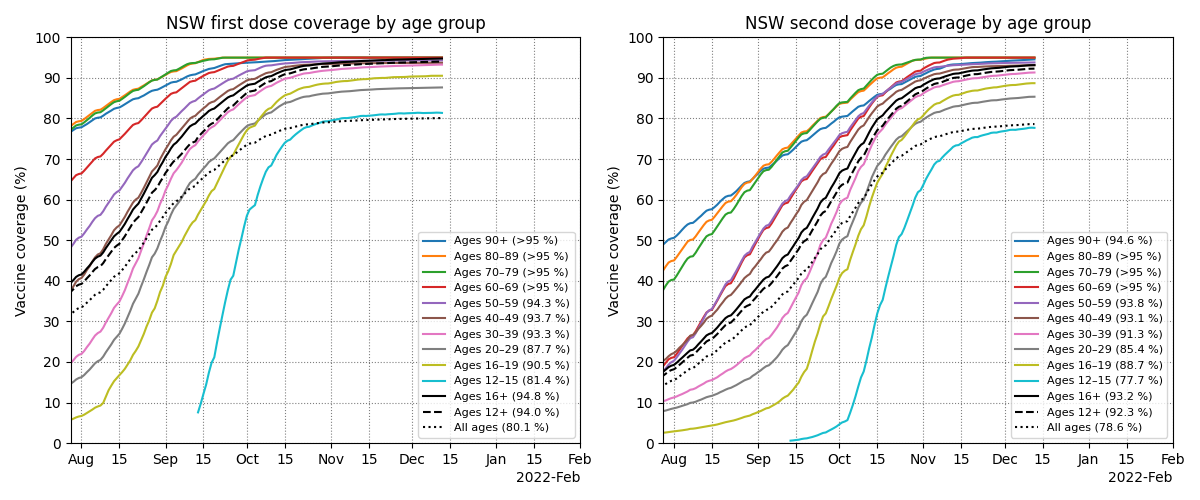 NSW first dose coverage by age group
100
90
80
70
60
50
40
30
20
10
0
Vaccine coverage (%)
Ages 90+ (>95 %)
Ages 80–89 (>95 %)
Ages 70–79 (>95 %)
Ages 60–69 (>95 %)
Ages 50–59 (94.3 %)
Ages 40–49 (93.7 %)
Ages 30–39 (93.3 %)
Ages 20–29 (87.7 %)
Ages 16–19 (90.5 %)
Ages 12–15 (81.4 %)
Ages 16+ (94.8 %)
Ages 12+ (94.0 %)
All ages (80.1 %)
Aug 15 Sep 15 Oct 15 Nov 15 Dec 15 Jan 15 Feb
2022-Feb
NSW second dose coverage by age group
100
90
80
70
60
50
40
30
20
10
0
Vaccine coverage (%)
Ages 90+ (94.6 %)
Ages 80–89 (>95 %)
Ages 70–79 (>95 %)
Ages 60–69 (>95 %)
Ages 50–59 (93.8 %)
Ages 40–49 (93.1 %)
Ages 30–39 (91.3 %)
Ages 20–29 (85.4 %)
Ages 16–19 (88.7 %)
Ages 12–15 (77.7 %)
Ages 16+ (93.2 %)
Ages 12+ (92.3 %)
All ages (78.6 %)
Aug 15 Sep 15 Oct 15 Nov 15 Dec 15 Jan 15 Feb
2022-Feb